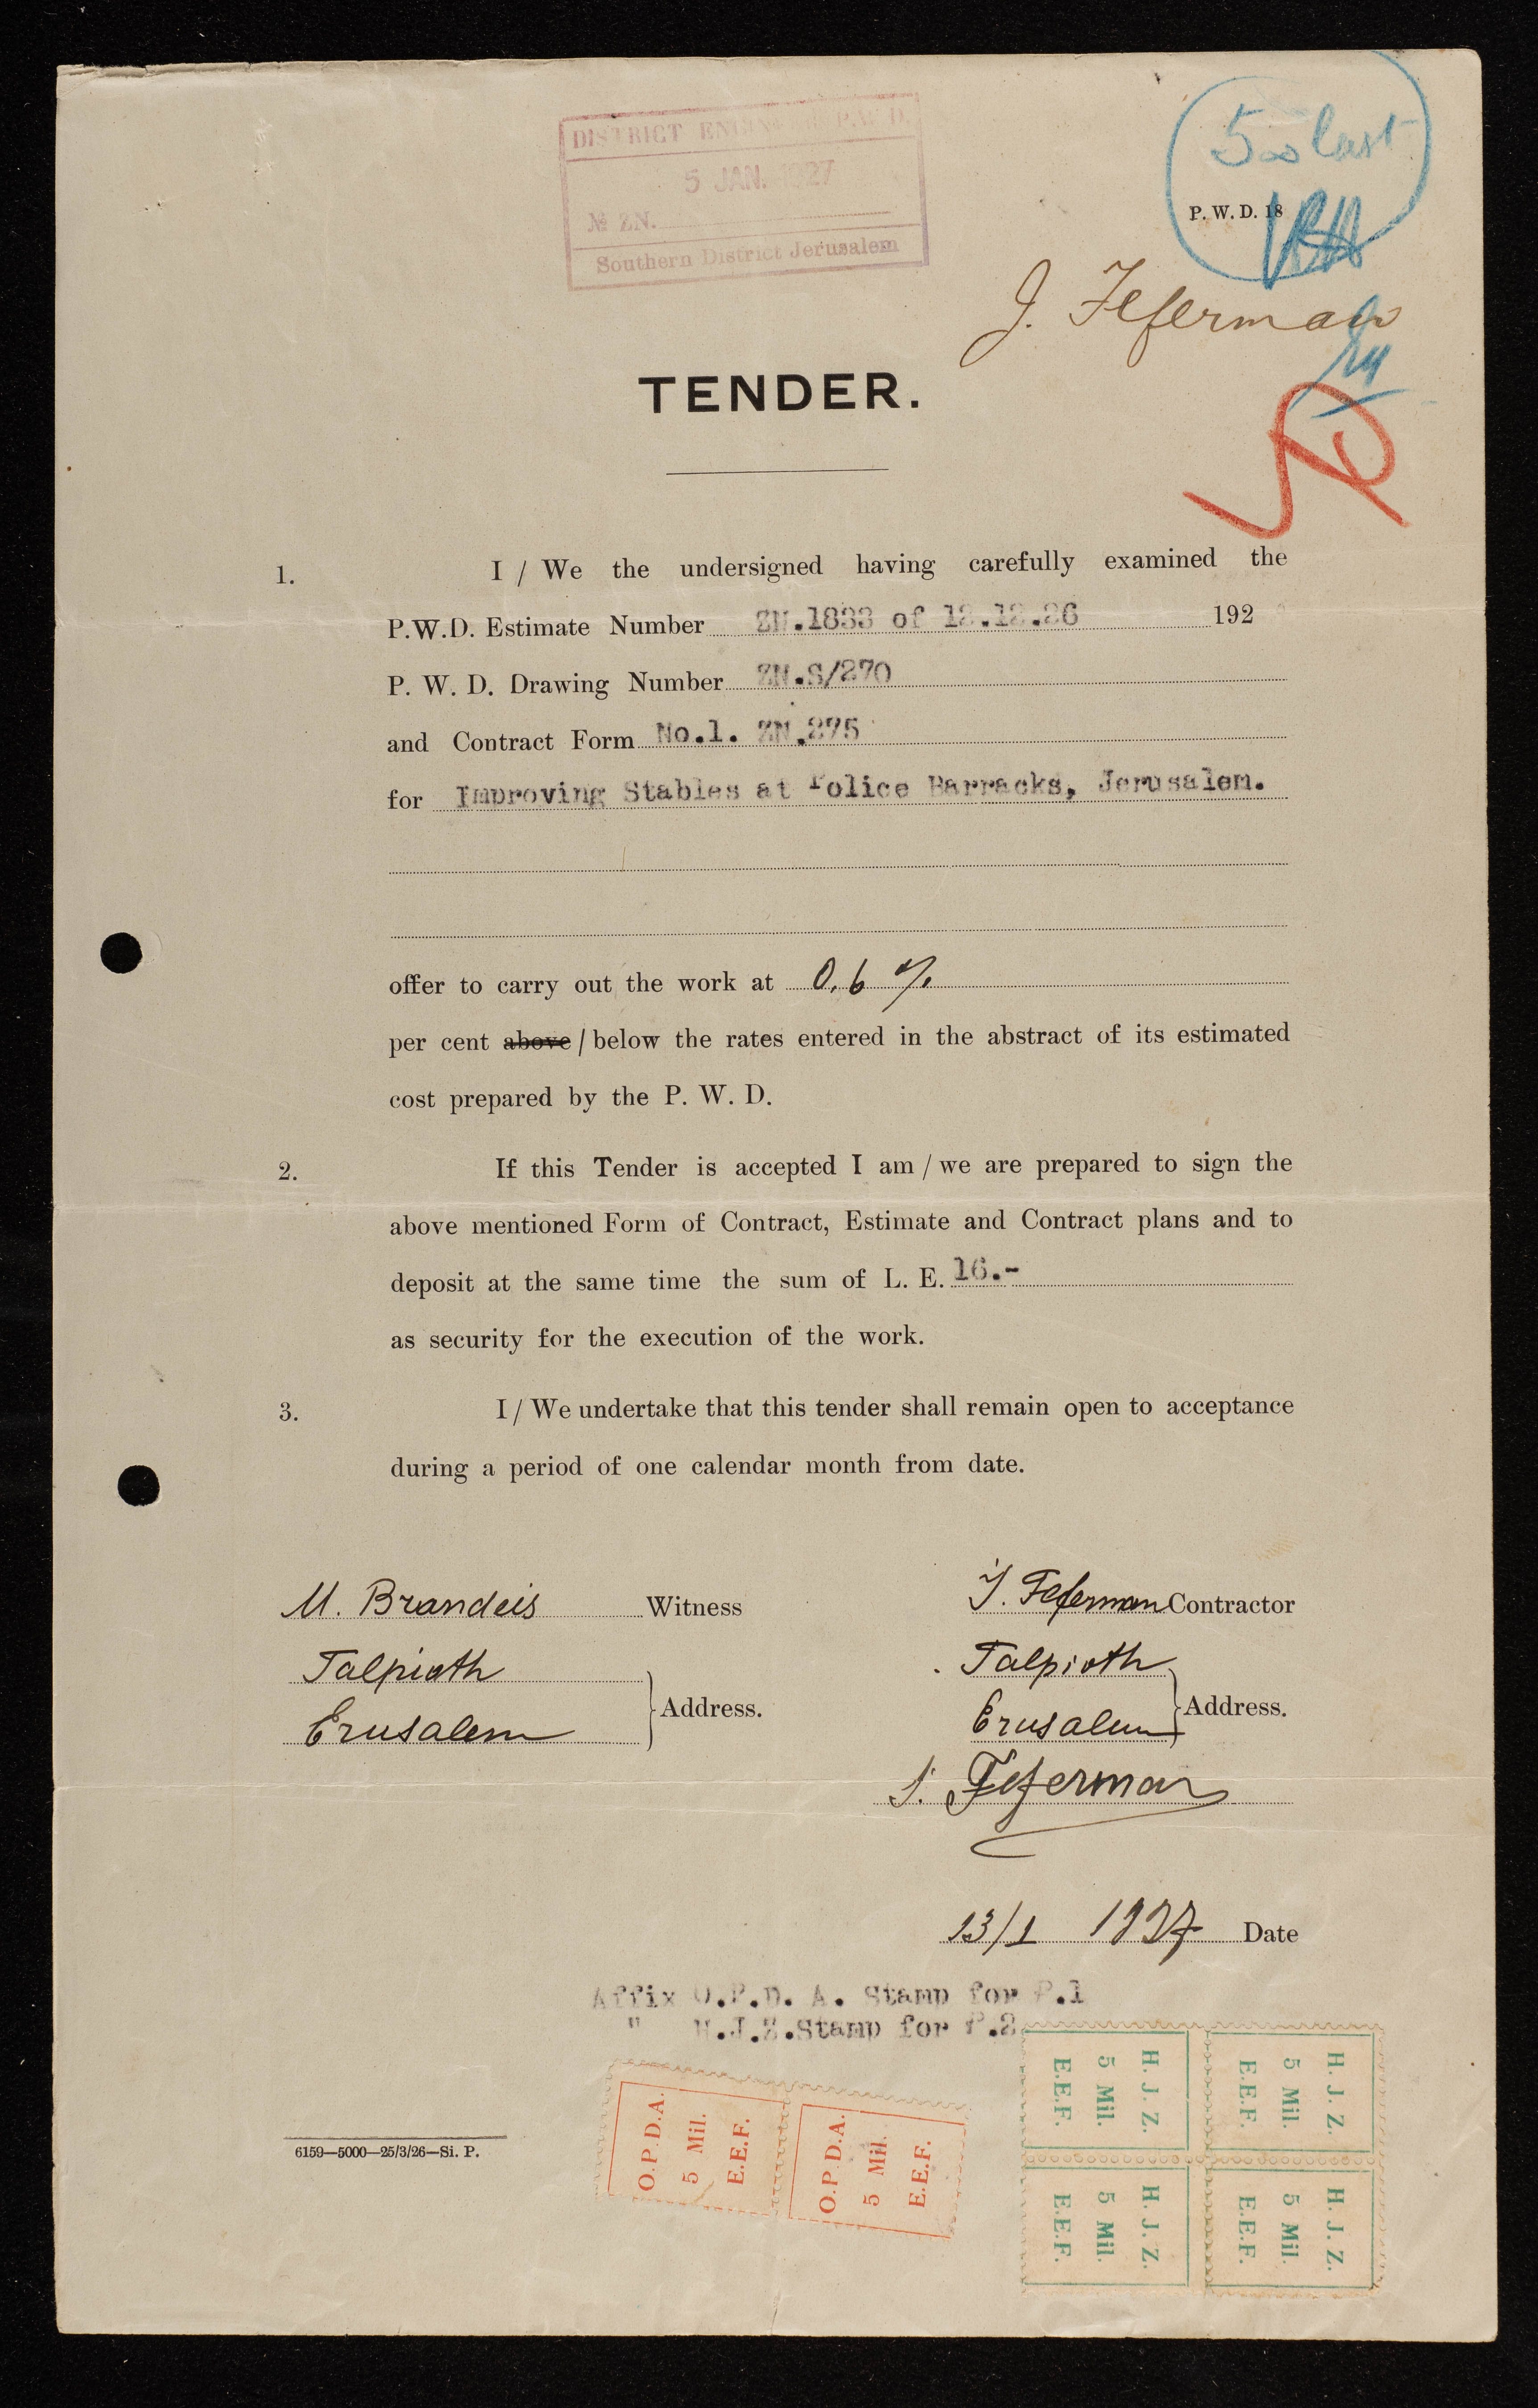 DISTRICT ENGINEER P.W.D.
5 JAN. 1927
№ ZN.
Southern District Jerusalem
P. W. D. 18
J. Feferman
TENDER.
1. I / We the undersigned having carefully examined the
P.W.D. Estimate Number ZN.1833 of 12.12.26 192
P. W. D. Drawing Number ZN.S/270
and Contract Form No.1. ZN.275
for Improving Stables at Police Barracks, Jerusalem.
offer to carry out the work at 0.6 %
per cent above / below the rates entered in the abstract of its estimated
cost prepared by the P. W. D.
2. If this Tender is accepted I am / we are prepared to sign the
above mentioned Form of Contract, Estimate and Contract plans and to
deposit at the same time the sum of L. E. 16.-
as security for the execution of the work.
3. I / We undertake that this tender shall remain open to acceptance
during a period of one calendar month from date.
M. Brandeis Witness
Talpioth
Erusalem
Address.
J. Feferman Contractor
Talpioth
Erusalem
Address.
J. Feferman
13/1 1927 Date
Affix O.P.D. A. Stamp for P.1
" H.J.Z.Stamp for P.2
O.P.D.A.
5 Mil.
E.E.F.
O.P.D.A.
5 Mil.
E.E.F.
H. J. Z.
5 Mil.
E.E.F.
H. J. Z.
5 Mil.
E.E.F.
H. J. Z.
5 Mil.
E.E.F.
H. J. Z.
5 Mil.
E.E.F.
6159—5000—25/3/26—Si. P.